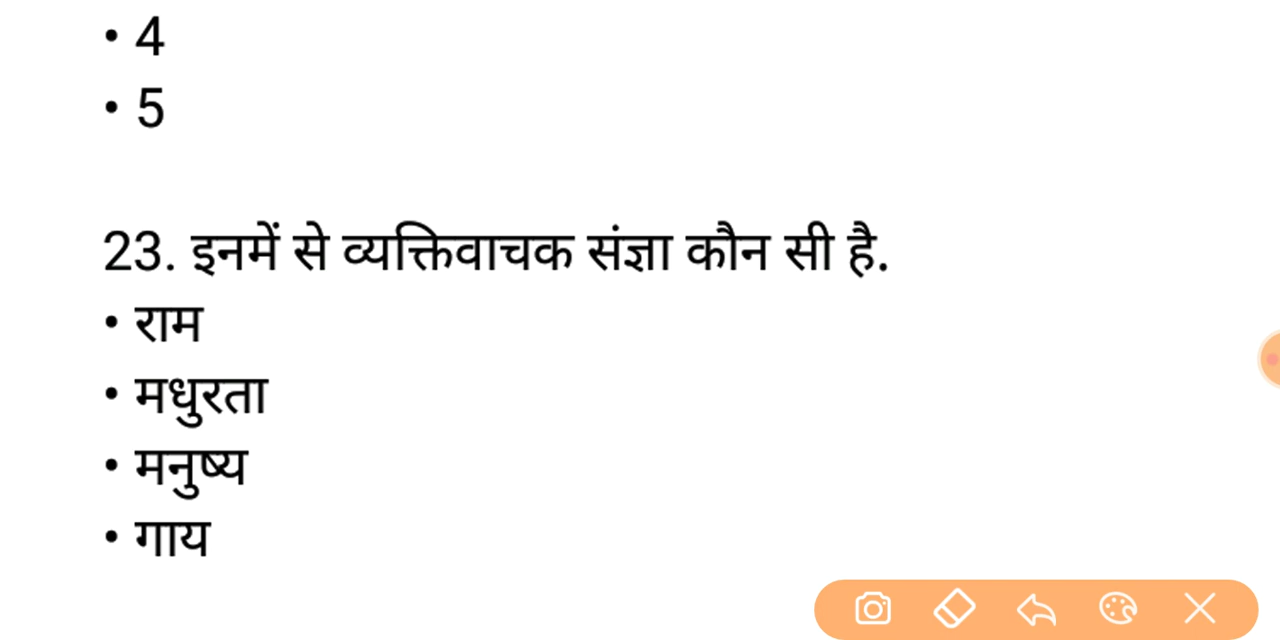 • 4
• 5
23. इनमें से व्यक्तिवाचक संज्ञा कौन सी है.
• राम
• मधुरता
• मनुष्य
• गाय